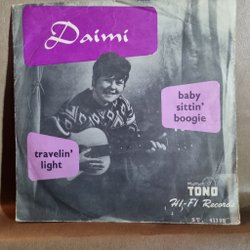 Daimi
baby
sittin'
boogie
travelin'
light
TONO
Hi-Fi Records